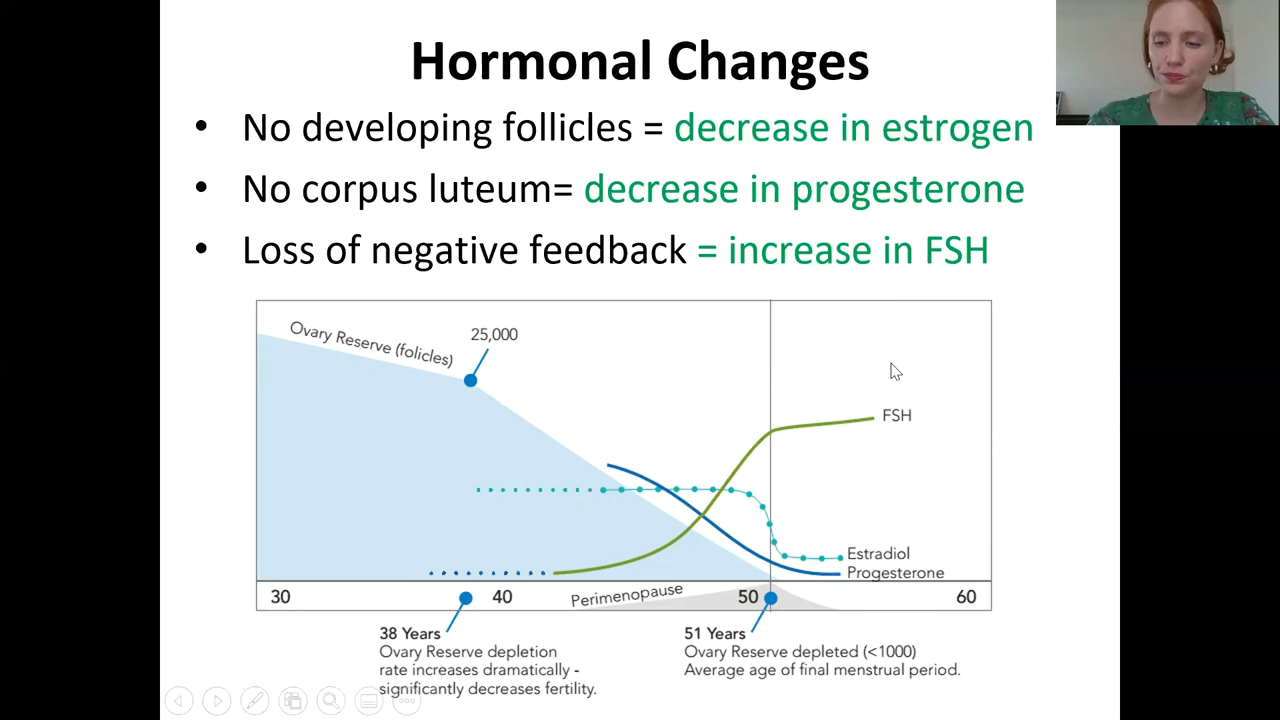 Hormonal Changes
• No developing follicles = decrease in estrogen
• No corpus luteum= decrease in progesterone
• Loss of negative feedback = increase in FSH
Ovary Reserve (folicles)
25,000
FSH
Estradiol
Progesterone
30
40
Perimenopause
50
60
38 Years
Ovary Reserve depletion
rate increases dramatically -
significantly decreases fertility.
51 Years
Ovary Reserve depleted (<1000)
Average age of final menstrual period.